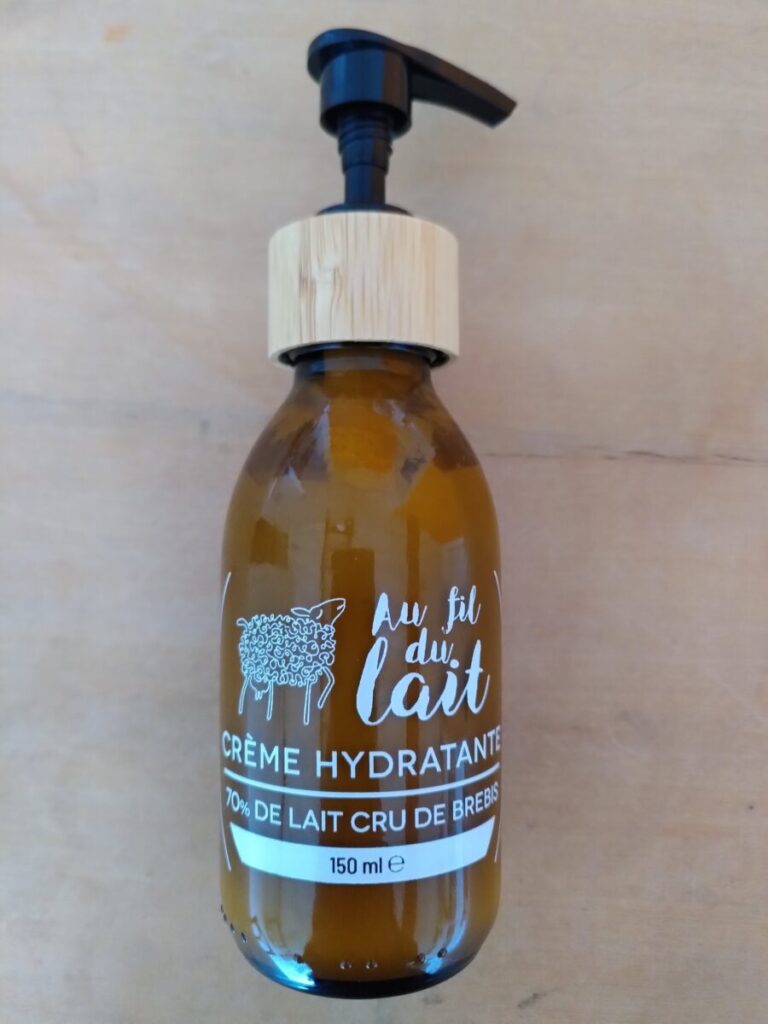 Au fil
du
lait
CRÈME HYDRATANTE
70% DE LAIT CRU DE BREBIS
150 ml ℮